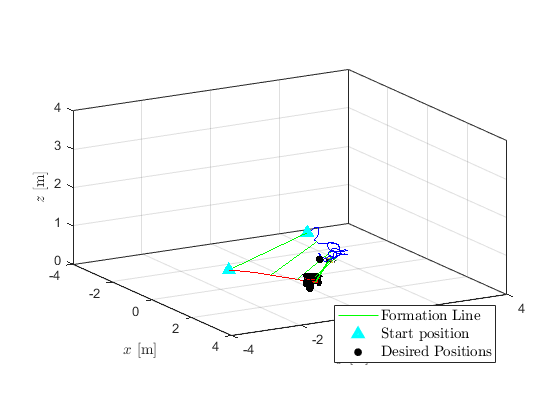 4
3
2
1
0
z [m]
-4
-2
0
2
4
x [m]
-4
-2
4
Formation Line
Start position
Desired Positions